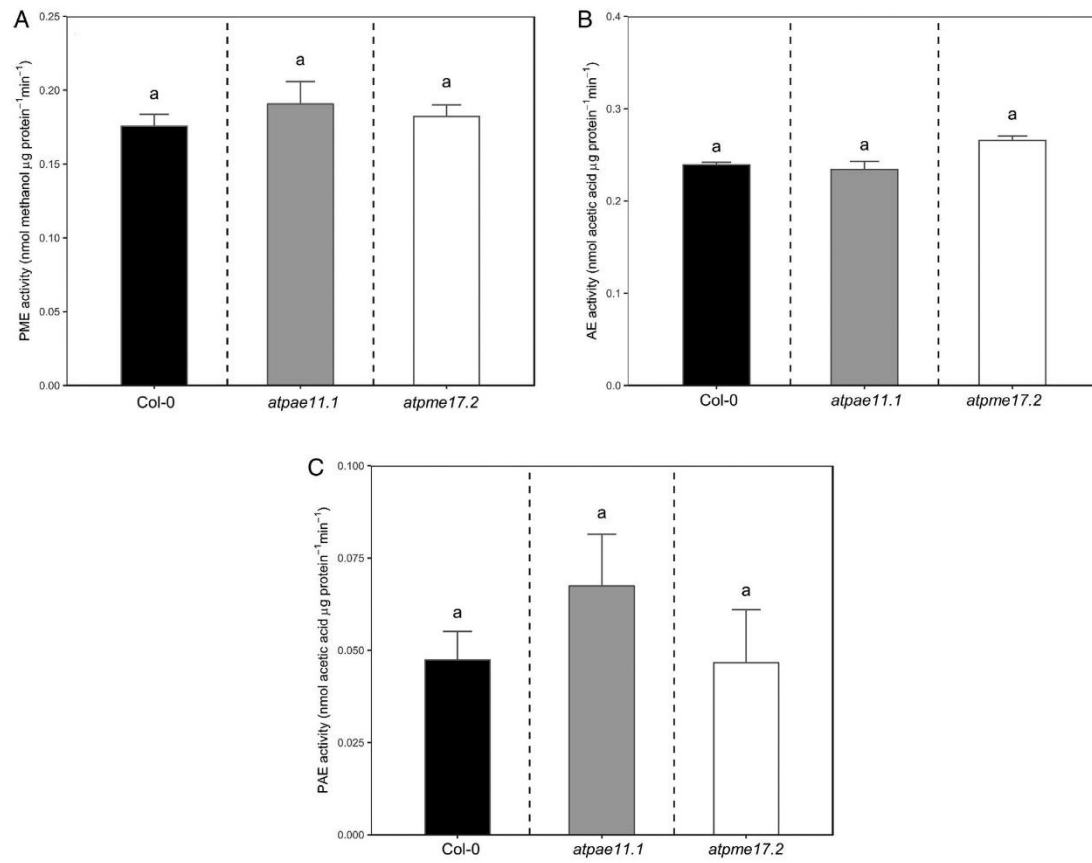 A
PME activity (nmol methanol µg protein⁻¹min⁻¹)
0.25
0.20
0.15
0.10
0.05
0.00
a
a
a
Col-0
atpae11.1
atpme17.2
B
AE activity (nmol acetic acid µg protein⁻¹min⁻¹)
0.4
0.3
0.2
0.1
0.0
a
a
a
Col-0
atpae11.1
atpme17.2
C
PAE activity (nmol acetic acid µg protein⁻¹min⁻¹)
0.100
0.075
0.050
0.025
0.000
a
a
a
Col-0
atpae11.1
atpme17.2